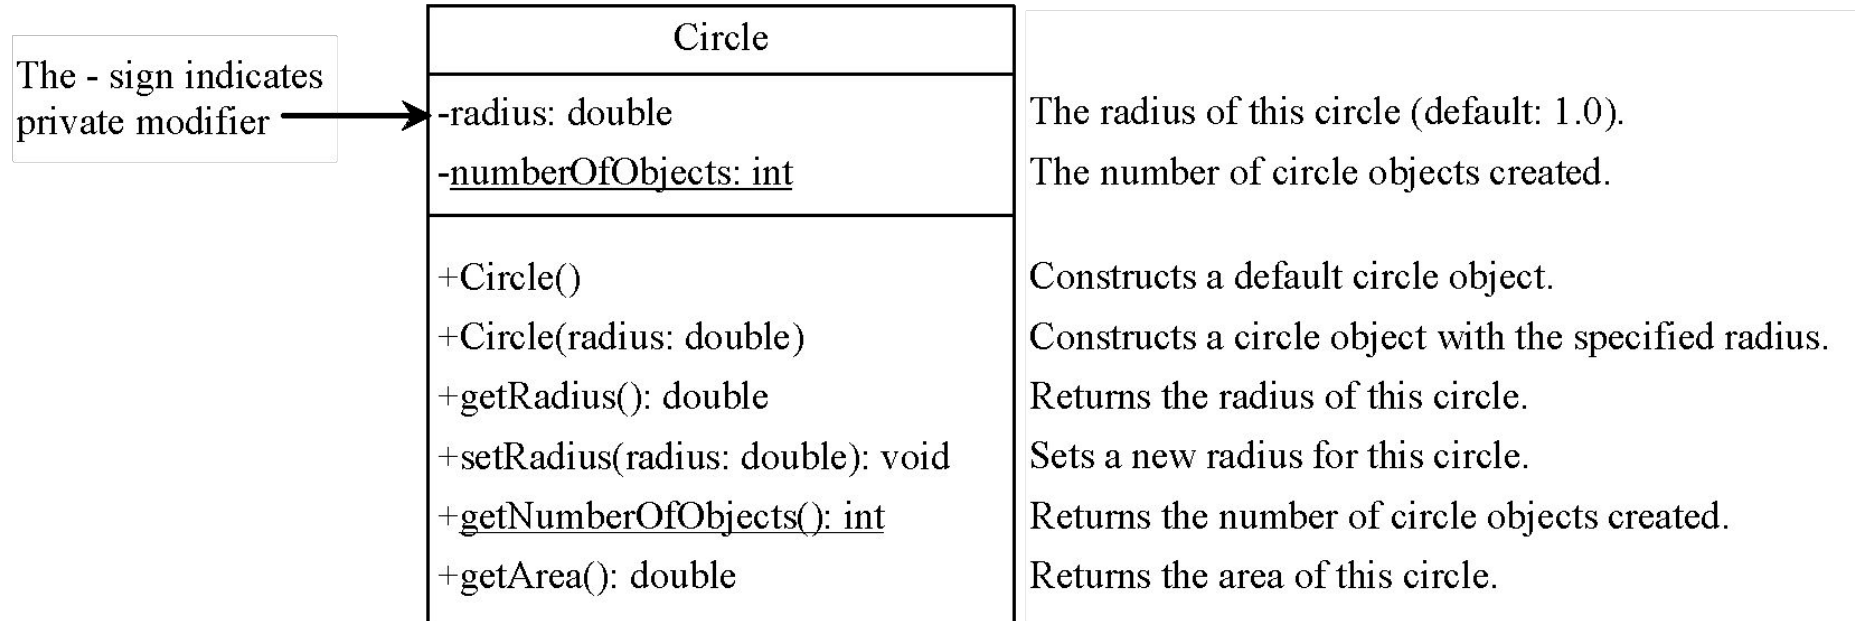 Circle
The - sign indicates
private modifier
-radius: double
The radius of this circle (default: 1.0).
-numberOfObjects: int
The number of circle objects created.
+Circle()
Constructs a default circle object.
+Circle(radius: double)
Constructs a circle object with the specified radius.
+getRadius(): double
Returns the radius of this circle.
+setRadius(radius: double): void
Sets a new radius for this circle.
+getNumberOfObjects(): int
Returns the number of circle objects created.
+getArea(): double
Returns the area of this circle.